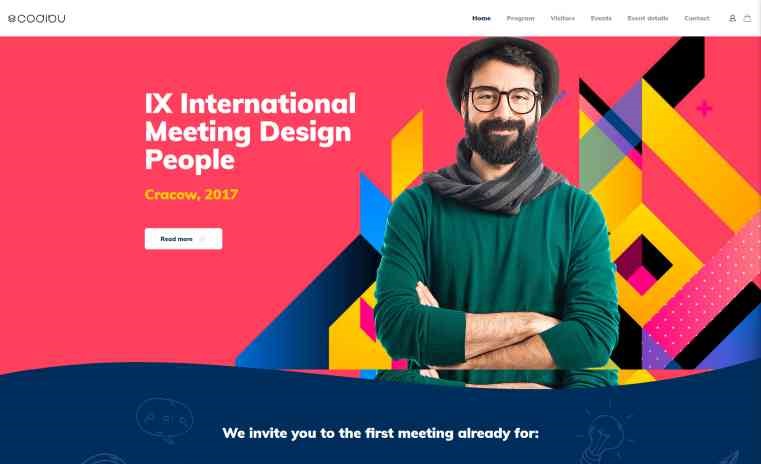 codibu
Home Program Visitors Events Event details Contact
IX International
Meeting Design
People
Cracow, 2017
Read more
We invite you to the first meeting already for: